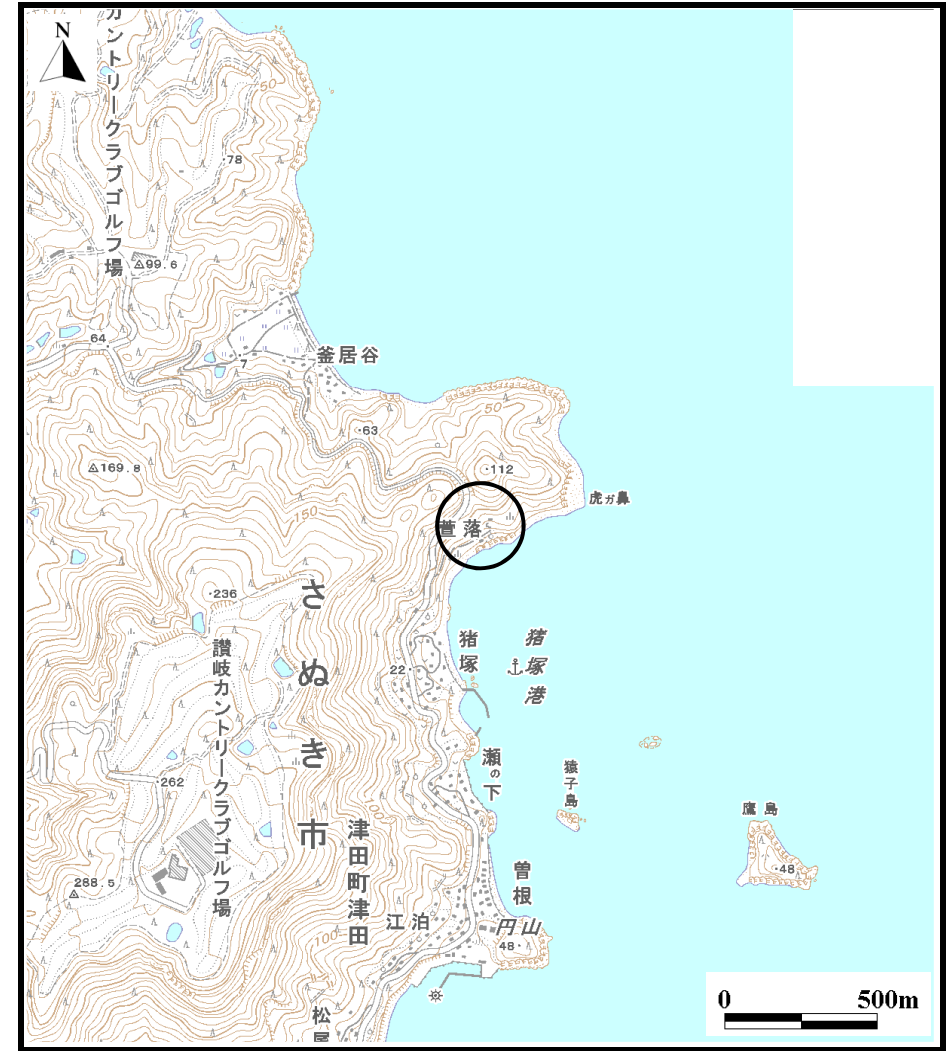 カントリークラブゴルフ場
N
50
78
99.6
64
7
釜居谷
50
63
112
169.8
虎ガ鼻
萱落
150
236
さぬき市
讃岐カントリークラブゴルフ場
猪塚
猪塚港
22
瀬の下
262
猿子島
鷹島
100
津田町津田
48
曽根
288.5
江泊
円山
100
48
松
0 500m